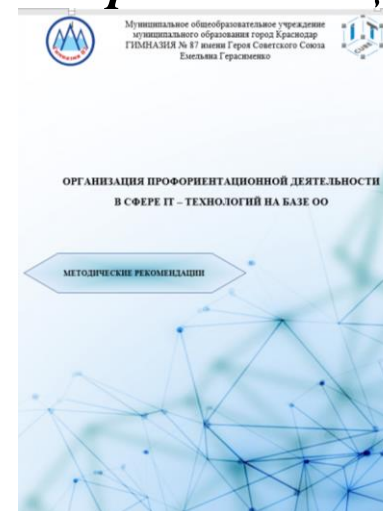 Муниципальное общеобразовательное учреждение
муниципального образования город Краснодар
ГИМНАЗИЯ № 87 имени Героя Советского Союза
Емельяна Герасименко
IT
ОРГАНИЗАЦИЯ ПРОФОРИЕНТАЦИОННОЙ ДЕЯТЕЛЬНОСТИ
В СФЕРЕ IT – ТЕХНОЛОГИЙ НА БАЗЕ ОО
МЕТОДИЧЕСКИЕ РЕКОМЕНДАЦИИ